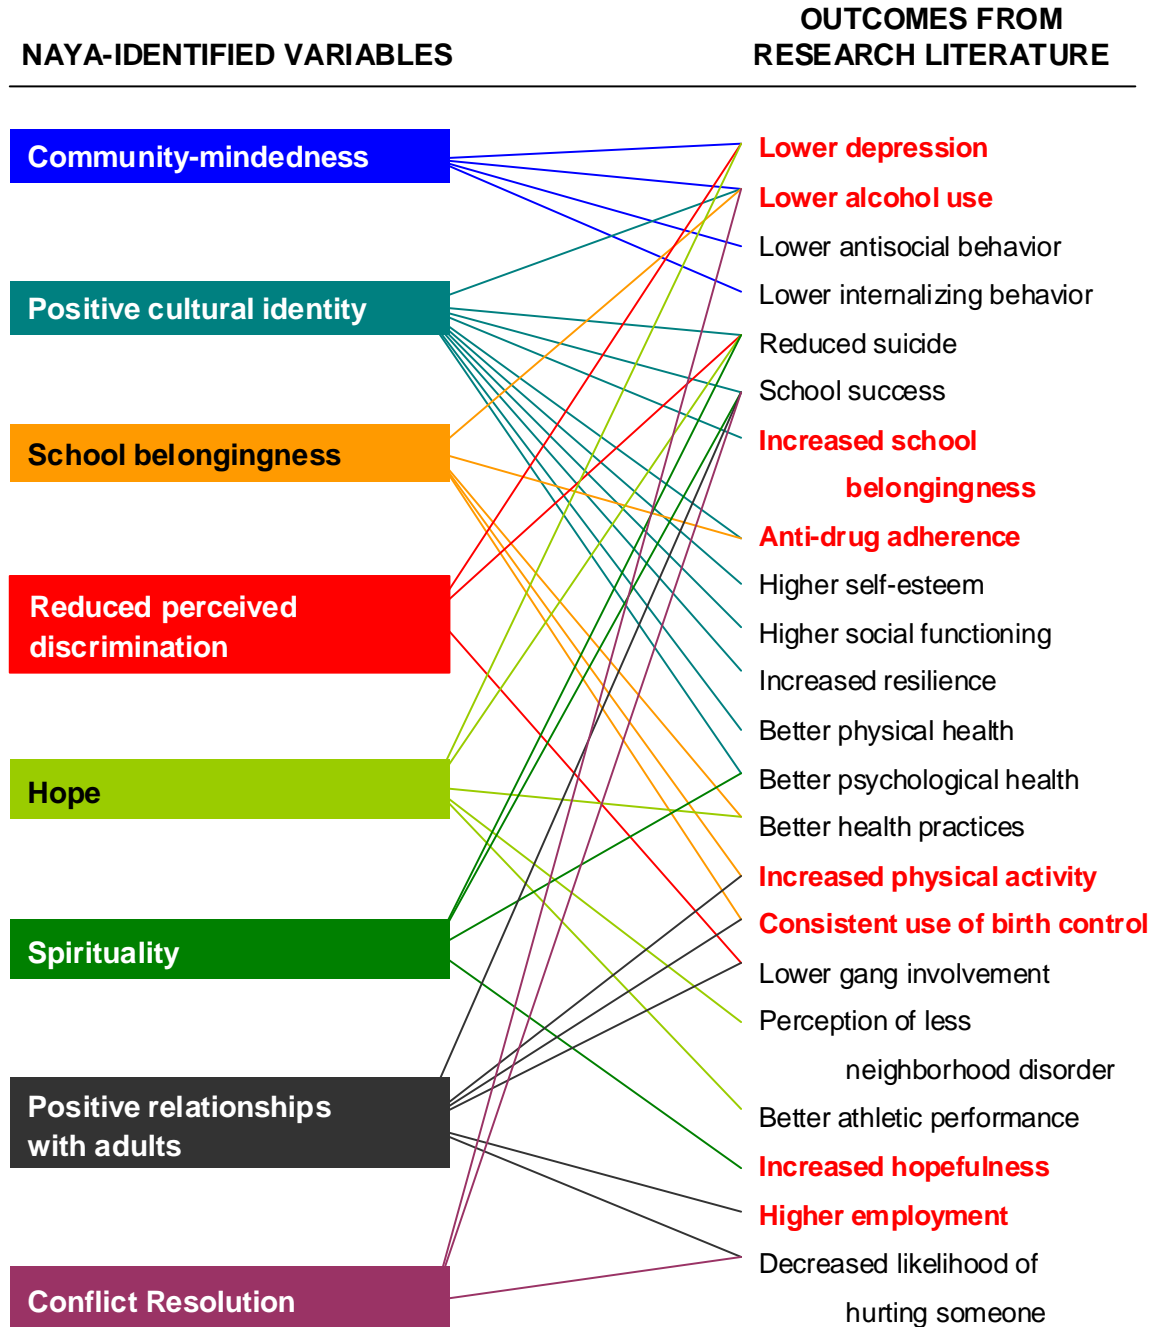 NAYA-IDENTIFIED VARIABLES
OUTCOMES FROM
RESEARCH LITERATURE
Community-mindedness
Positive cultural identity
School belongingness
Reduced perceived
discrimination
Hope
Spirituality
Positive relationships
with adults
Conflict Resolution
Lower depression
Lower alcohol use
Lower antisocial behavior
Lower internalizing behavior
Reduced suicide
School success
Increased school
belongingness
Anti-drug adherence
Higher self-esteem
Higher social functioning
Increased resilience
Better physical health
Better psychological health
Better health practices
Increased physical activity
Consistent use of birth control
Lower gang involvement
Perception of less
neighborhood disorder
Better athletic performance
Increased hopefulness
Higher employment
Decreased likelihood of
hurting someone